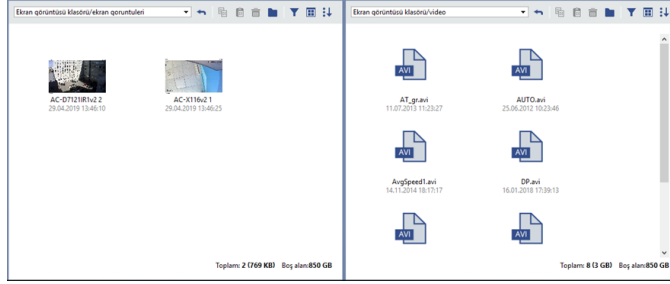 Ekran qörüntüsü klasörü/ekran qoruntuleri
AC-D7121IR1v2 2
29.04.2019 13:46:10
AC-X116v2 1
29.04.2019 13:46:25
Toplam: 2 (769 KB) Boş alan:850 GB
Ekran qörüntüsü klasörü/video
AVI
AT_gr.avi
11.07.2013 11:23:27
AVI
AUTO.avi
25.06.2012 10:23:46
AVI
AvgSpeed1.avi
14.11.2014 18:17:17
AVI
DP.avi
16.01.2018 17:39:13
AVI
AVI
Toplam: 8 (3 GB) Boş alan:850 GB